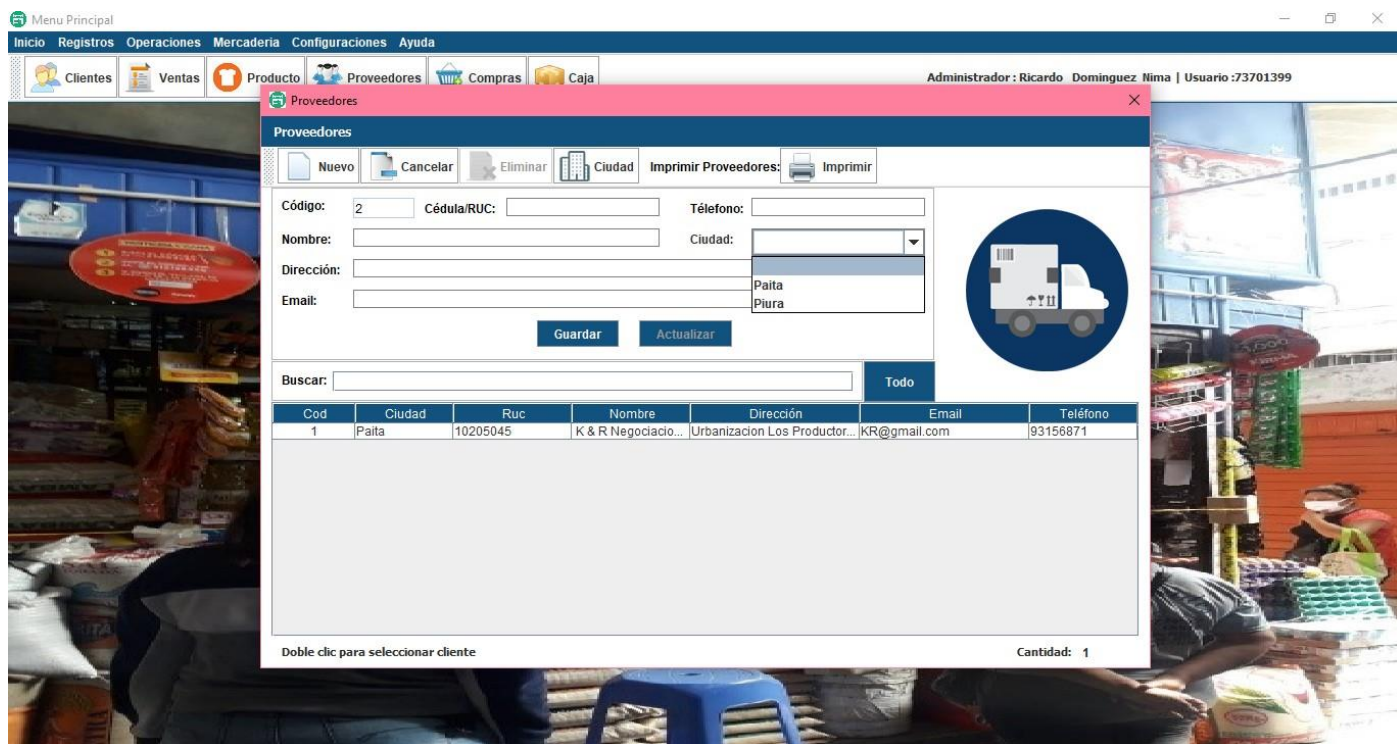 Menu Principal
Inicio Registros Operaciones Mercaderia Configuraciones Ayuda
Clientes Ventas Producto Proveedores Compras Caja Administrador : Ricardo Dominguez Nima | Usuario :73701399
Proveedores
Proveedores
Nuevo Cancelar Eliminar Ciudad Imprimir Proveedores: Imprimir
Código: 2 Cédula/RUC: Télefono:
Nombre: Ciudad:
Dirección:
Paita
Email:
Piura
Guardar Actualizar
Buscar: Todo
Cod Ciudad Ruc Nombre Dirección Email Teléfono
1 Paita 10205045 K & R Negociacio... Urbanizacion Los Productor... KR@gmail.com 93156871
Doble clic para seleccionar cliente Cantidad: 1